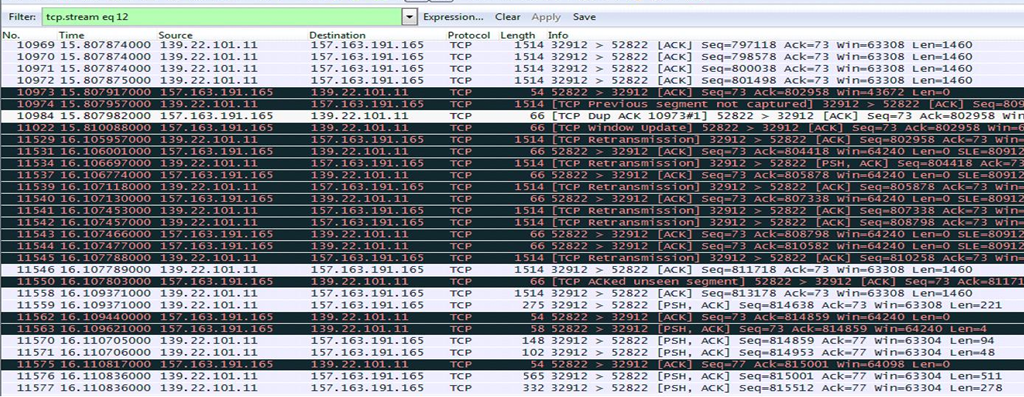 Filter: tcp.stream eq 12 Expression... Clear Apply Save
No. Time Source Destination Protocol Length Info
10969 15.807874000 139.22.101.11 157.163.191.165 TCP 1514 32912 > 52822 [ACK] Seq=797118 Ack=73 Win=63308 Len=1460
10970 15.807874000 139.22.101.11 157.163.191.165 TCP 1514 32912 > 52822 [ACK] Seq=798578 Ack=73 Win=63308 Len=1460
10971 15.807874000 139.22.101.11 157.163.191.165 TCP 1514 32912 > 52822 [ACK] Seq=800038 Ack=73 Win=63308 Len=1460
10972 15.807875000 139.22.101.11 157.163.191.165 TCP 1514 32912 > 52822 [ACK] Seq=801498 Ack=73 Win=63308 Len=1460
10973 15.807917000 157.163.191.165 139.22.101.11 TCP 54 52822 > 32912 [ACK] Seq=73 Ack=802958 Win=43672 Len=0
10974 15.807957000 139.22.101.11 157.163.191.165 TCP 1514 [TCP Previous segment not captured] 32912 > 52822 [ACK] Seq=809
10984 15.807982000 157.163.191.165 139.22.101.11 TCP 66 [TCP Dup ACK 10973#1] 52822 > 32912 [ACK] Seq=73 Ack=802958 Win
11022 15.810088000 157.163.191.165 139.22.101.11 TCP 66 [TCP Window Update] 52822 > 32912 [ACK] Seq=73 Ack=802958 Win=6
11529 16.105957000 139.22.101.11 157.163.191.165 TCP 1514 [TCP Retransmission] 32912 > 52822 [ACK] Seq=802958 Ack=73 Win=
11531 16.106001000 157.163.191.165 139.22.101.11 TCP 66 52822 > 32912 [ACK] Seq=73 Ack=804418 Win=64240 Len=0 SLE=80912
11534 16.106697000 139.22.101.11 157.163.191.165 TCP 1514 [TCP Retransmission] 32912 > 52822 [PSH, ACK] Seq=804418 Ack=73
11537 16.106774000 157.163.191.165 139.22.101.11 TCP 66 52822 > 32912 [ACK] Seq=73 Ack=805878 Win=64240 Len=0 SLE=80912
11539 16.107118000 139.22.101.11 157.163.191.165 TCP 1514 [TCP Retransmission] 32912 > 52822 [ACK] Seq=805878 Ack=73 Win=
11540 16.107130000 157.163.191.165 139.22.101.11 TCP 66 52822 > 32912 [ACK] Seq=73 Ack=807338 Win=64240 Len=0 SLE=80912
11541 16.107453000 139.22.101.11 157.163.191.165 TCP 1514 [TCP Retransmission] 32912 > 52822 [ACK] Seq=807338 Ack=73 Win=
11542 16.107457000 139.22.101.11 157.163.191.165 TCP 1514 [TCP Retransmission] 32912 > 52822 [ACK] Seq=808798 Ack=73 Win=
11543 16.107466000 157.163.191.165 139.22.101.11 TCP 66 52822 > 32912 [ACK] Seq=73 Ack=808798 Win=64240 Len=0 SLE=80912
11544 16.107477000 157.163.191.165 139.22.101.11 TCP 66 52822 > 32912 [ACK] Seq=73 Ack=810582 Win=64240 Len=0 SLE=80912
11545 16.107788000 139.22.101.11 157.163.191.165 TCP 1514 [TCP Retransmission] 32912 > 52822 [ACK] Seq=810258 Ack=73 Win=
11546 16.107789000 139.22.101.11 157.163.191.165 TCP 1514 32912 > 52822 [ACK] Seq=811718 Ack=73 Win=63308 Len=1460
11550 16.107803000 157.163.191.165 139.22.101.11 TCP 66 [TCP ACKed unseen segment] 52822 > 32912 [ACK] Seq=73 Ack=81171
11558 16.109371000 139.22.101.11 157.163.191.165 TCP 1514 32912 > 52822 [ACK] Seq=813178 Ack=73 Win=63308 Len=1460
11559 16.109371000 139.22.101.11 157.163.191.165 TCP 275 32912 > 52822 [PSH, ACK] Seq=814638 Ack=73 Win=63308 Len=221
11562 16.109440000 157.163.191.165 139.22.101.11 TCP 54 52822 > 32912 [ACK] Seq=73 Ack=814859 Win=64240 Len=0
11563 16.109621000 157.163.191.165 139.22.101.11 TCP 58 52822 > 32912 [PSH, ACK] Seq=73 Ack=814859 Win=64240 Len=4
11570 16.110705000 139.22.101.11 157.163.191.165 TCP 148 32912 > 52822 [PSH, ACK] Seq=814859 Ack=77 Win=63304 Len=94
11571 16.110706000 139.22.101.11 157.163.191.165 TCP 102 32912 > 52822 [PSH, ACK] Seq=814953 Ack=77 Win=63304 Len=48
11575 16.110817000 157.163.191.165 139.22.101.11 TCP 54 52822 > 32912 [ACK] Seq=77 Ack=815001 Win=64098 Len=0
11576 16.110836000 139.22.101.11 157.163.191.165 TCP 565 32912 > 52822 [PSH, ACK] Seq=815001 Ack=77 Win=63304 Len=511
11577 16.110836000 139.22.101.11 157.163.191.165 TCP 332 32912 > 52822 [PSH, ACK] Seq=815512 Ack=77 Win=63304 Len=278